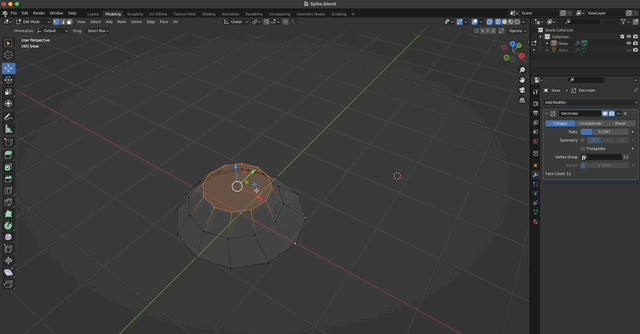 Spike.blend
File Edit Render Window Help
Layout Modeling Sculpting UV Editing Texture Paint Shading Animation Rendering Compositing Geometry Nodes Scripting
Scene
ViewLayer
Edit Mode View Select Add Mesh Vertex Edge Face UV
Global
Orientation: Default Drag: Select Box
Options
User Perspective
Snow
Scene Collection
Collection
Snow
Snow Decimate
Add Modifier
Decimate
Collapse Un-Subdivide Planar
Ratio
Symmetry
Triangulate
Vertex Group
Factor
Face Count: 11